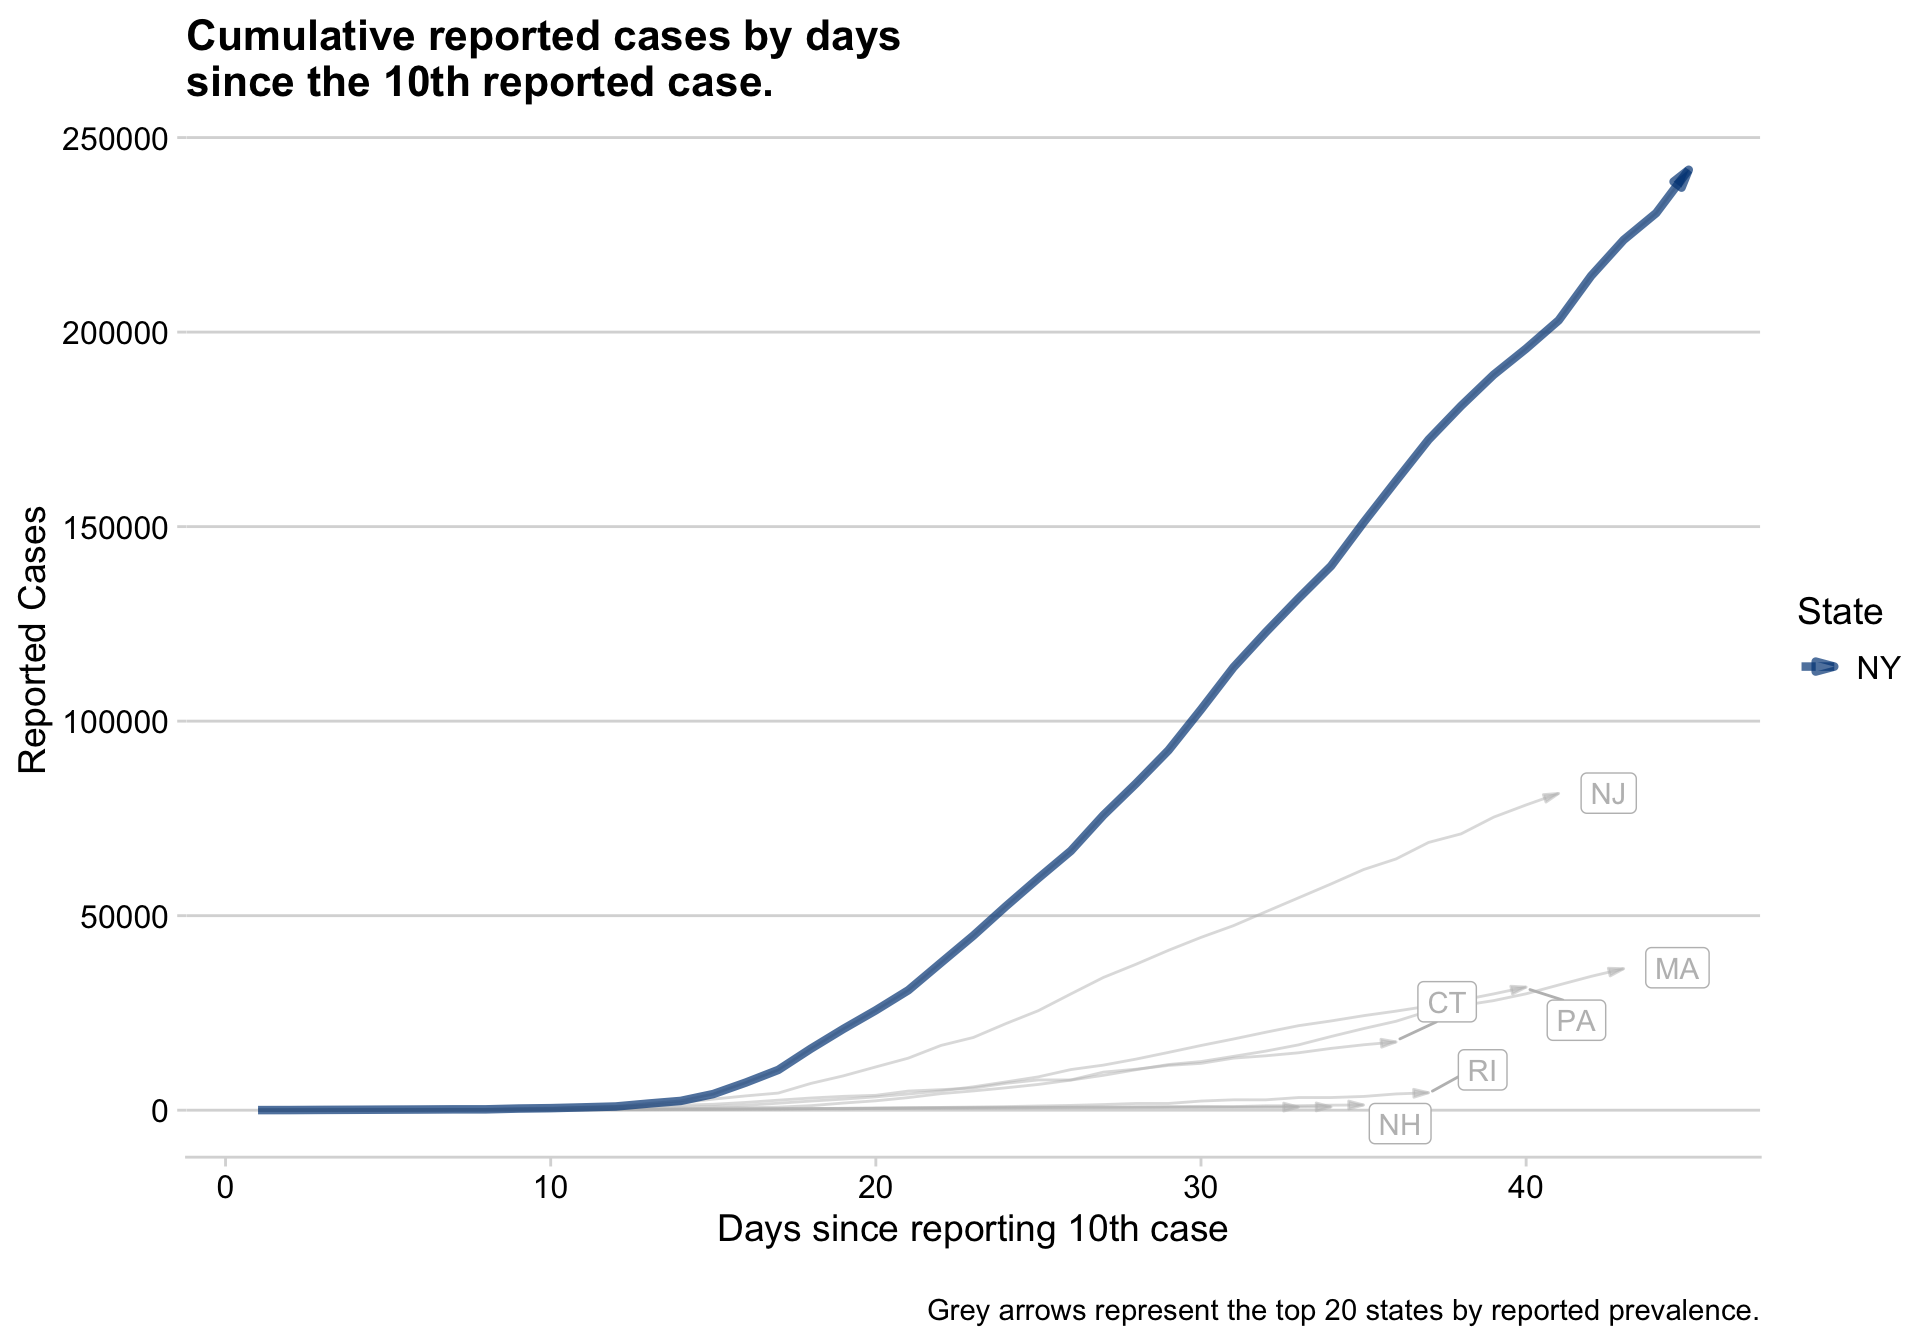 Cumulative reported cases by days
since the 10th reported case.
250000
200000
150000
100000
50000
0
Reported Cases
NJ
MA
CT
PA
RI
NH
State
NY
0 10 20 30 40
Days since reporting 10th case
Grey arrows represent the top 20 states by reported prevalence.